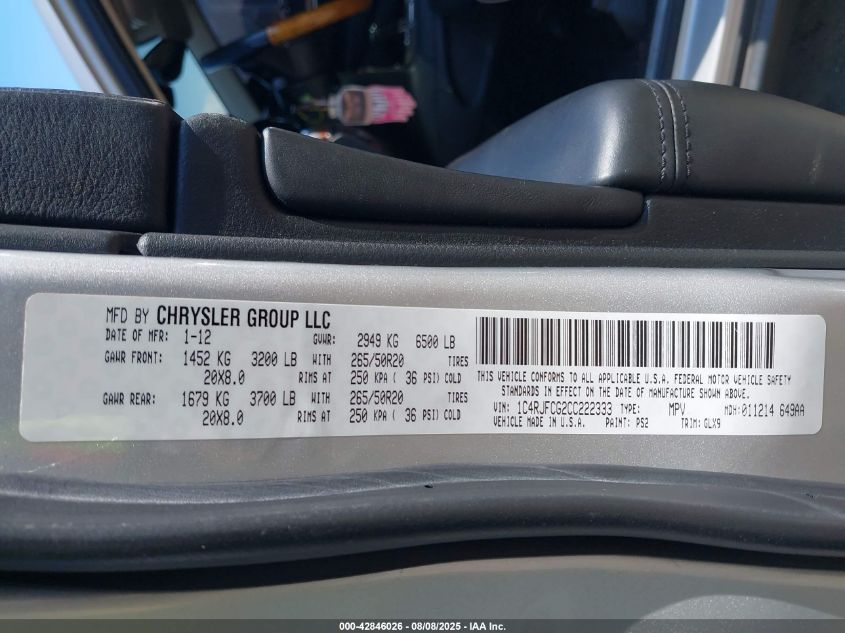 MFD BY CHRYSLER GROUP LLC
DATE OF MFR: 1-12 GVWR: 2949 KG 6500 LB
GAWR FRONT: 1452 KG 3200 LB WITH 265/50R20 TIRES
20X8.0 RIMS AT 250 KPA ( 36 PSI) COLD
GAWR REAR: 1679 KG 3700 LB WITH 265/50R20 TIRES
20X8.0 RIMS AT 250 KPA ( 36 PSI) COLD
THIS VEHICLE CONFORMS TO ALL APPLICABLE U.S.A. FEDERAL MOTOR VEHICLE SAFETY
STANDARDS IN EFFECT ON THE DATE OF MANUFACTURE SHOWN ABOVE.
VIN: 1C4RJFCG2CC222333 TYPE: MPV MDH: 011214 649AA
VEHICLE MADE IN U.S.A. PAINT: PS2 TRIM: GLX9
000-42846026 - 08/08/2025 - IAA Inc.